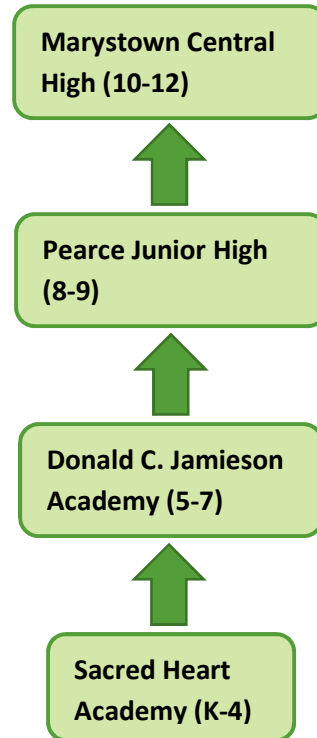 Marystown Central
High (10-12)
Pearce Junior High
(8-9)
Donald C. Jamieson
Academy (5-7)
Sacred Heart
Academy (K-4)